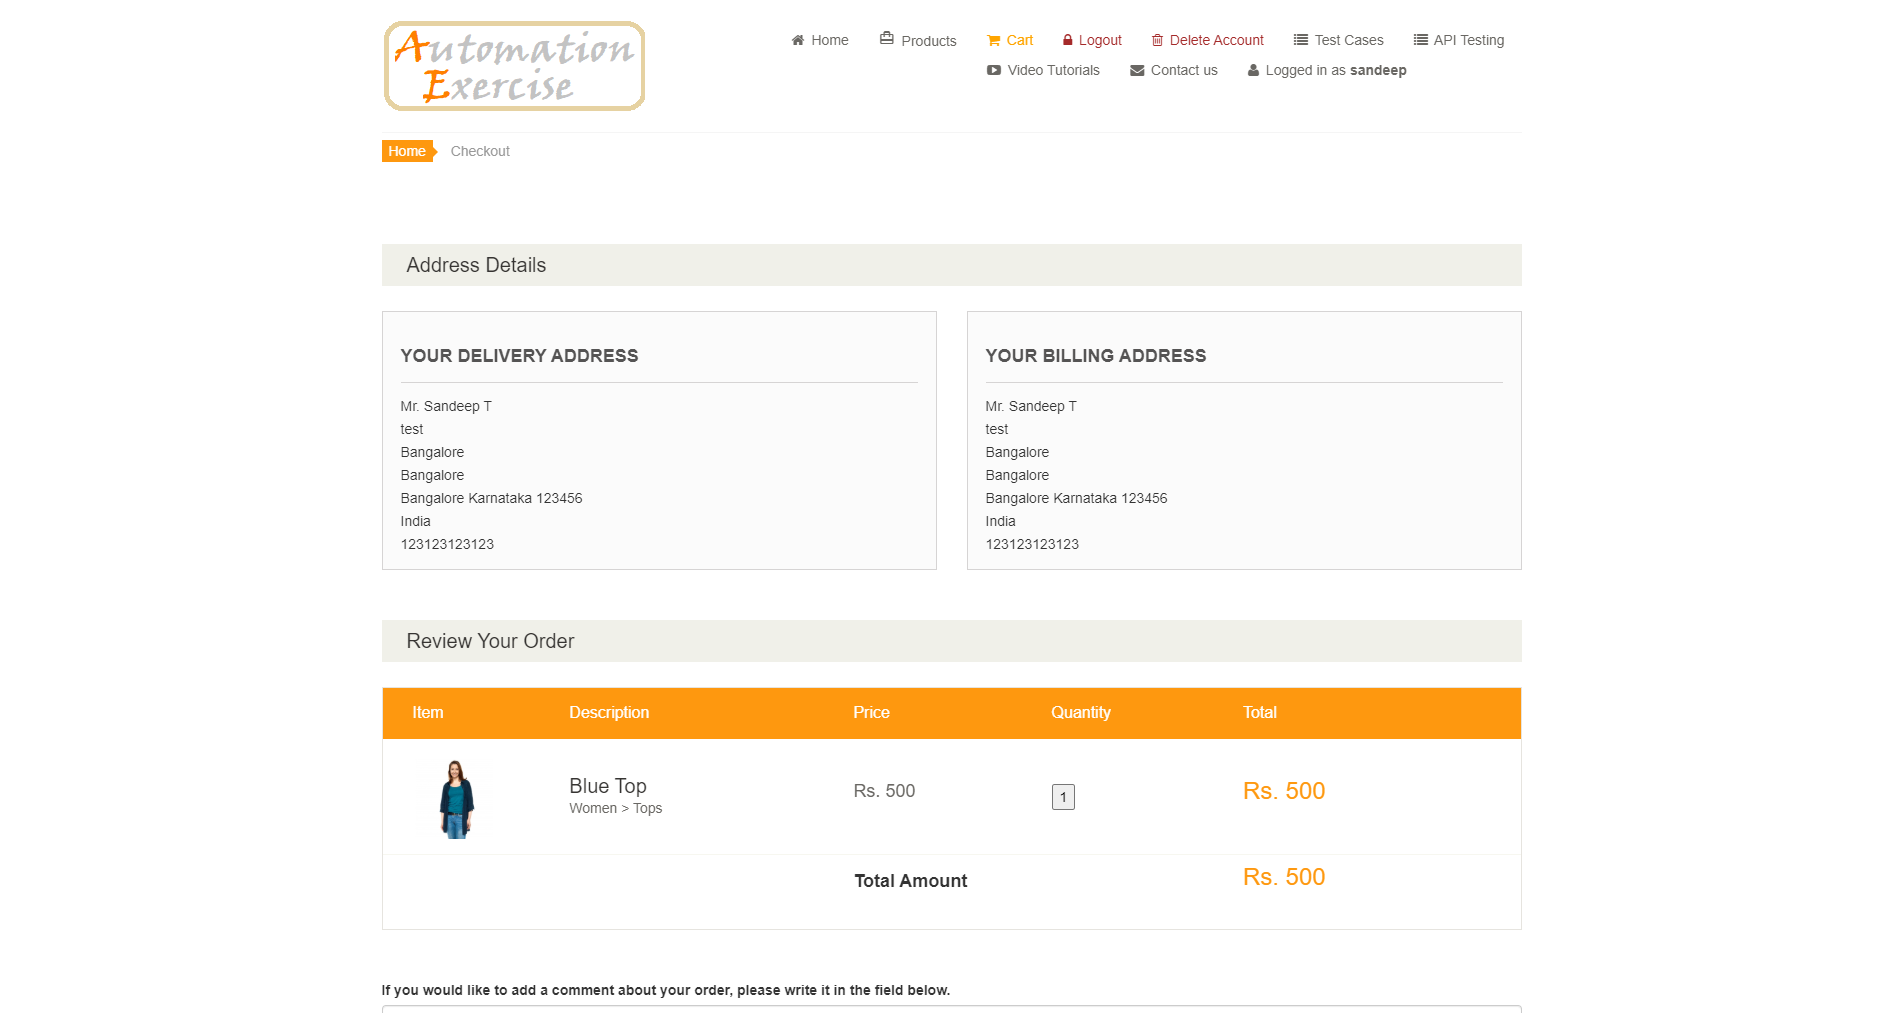 Automation
Exercise
Home Products Cart Logout Delete Account Test Cases API Testing
Video Tutorials Contact us Logged in as sandeep
Home Checkout
Address Details
YOUR DELIVERY ADDRESS
Mr. Sandeep T
test
Bangalore
Bangalore
Bangalore Karnataka 123456
India
123123123123
YOUR BILLING ADDRESS
Mr. Sandeep T
test
Bangalore
Bangalore
Bangalore Karnataka 123456
India
123123123123
Review Your Order
Item Description Price Quantity Total
Blue Top Rs. 500 1 Rs. 500
Women > Tops
Total Amount Rs. 500
If you would like to add a comment about your order, please write it in the field below.